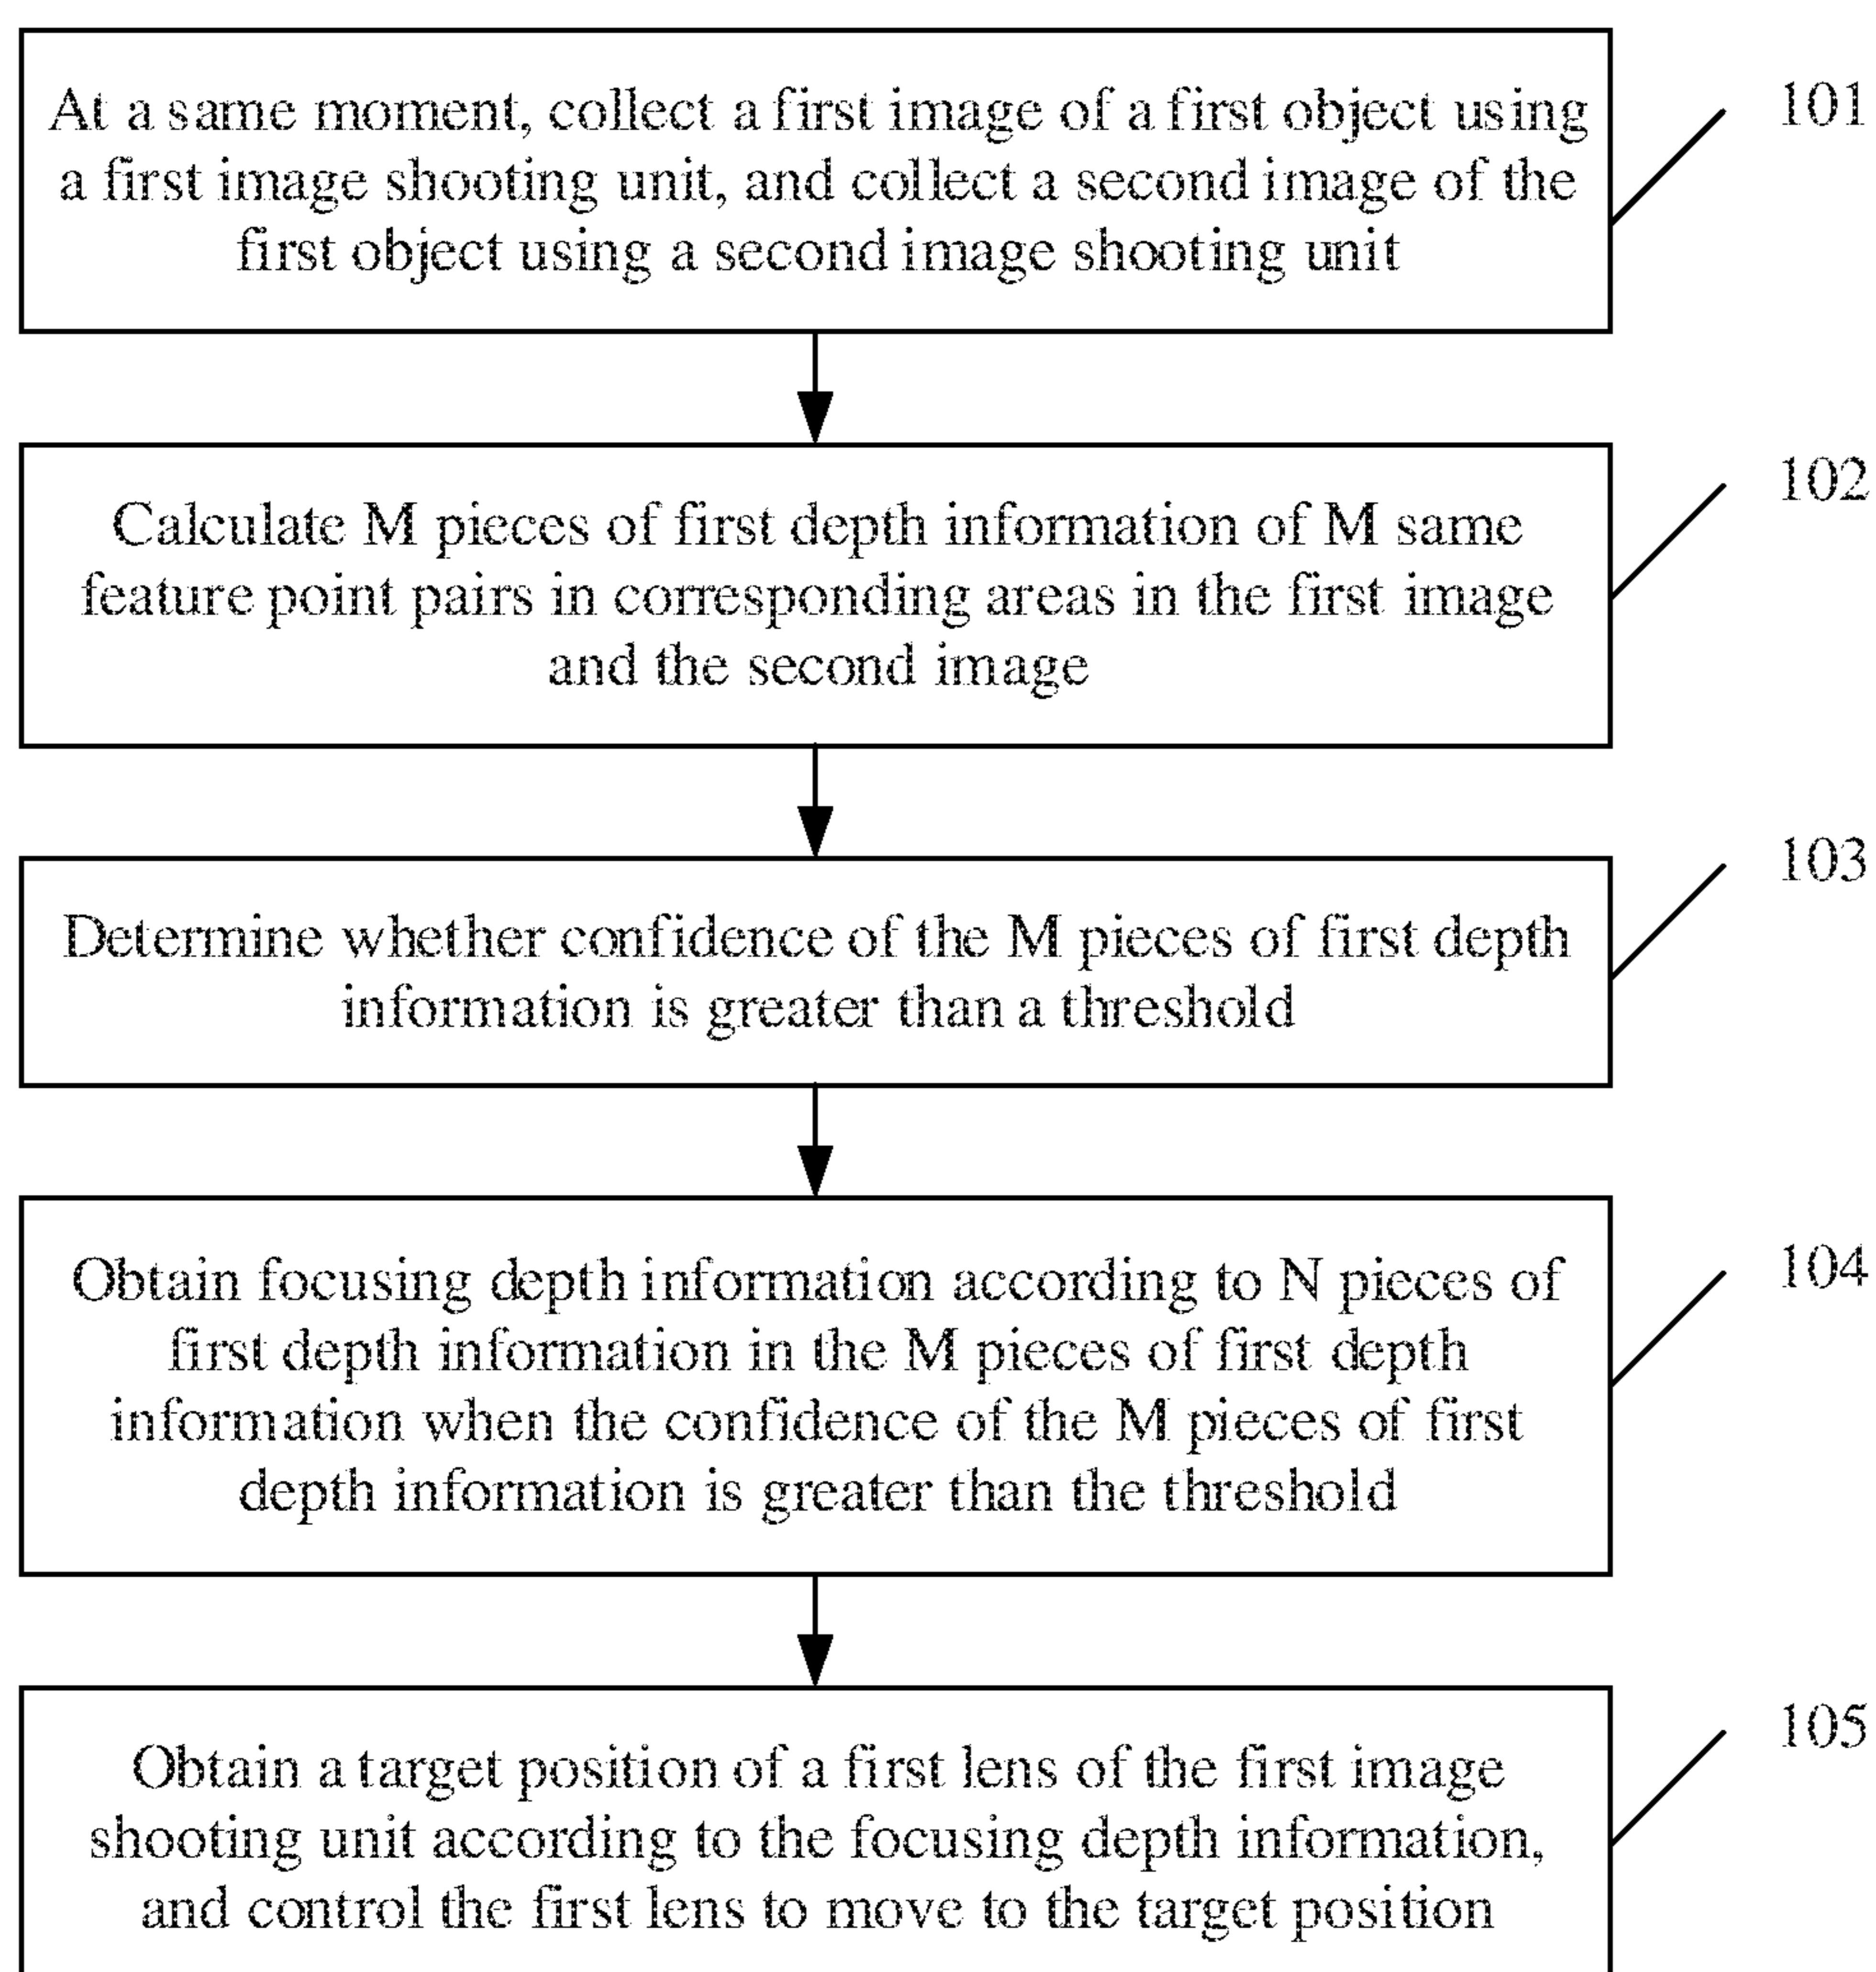 At a same moment, collect a first image of a first object using
a first image shooting unit, and collect a second image of the
first object using a second image shooting unit
101
Calculate M pieces of first depth information of M same
feature point pairs in corresponding areas in the first image
and the second image
102
Determine whether confidence of the M pieces of first depth
information is greater than a threshold
103
Obtain focusing depth information according to N pieces of
first depth information in the M pieces of first depth
information when the confidence of the M pieces of first
depth information is greater than the threshold
104
Obtain a target position of a first lens of the first image
shooting unit according to the focusing depth information,
and control the first lens to move to the target position
105